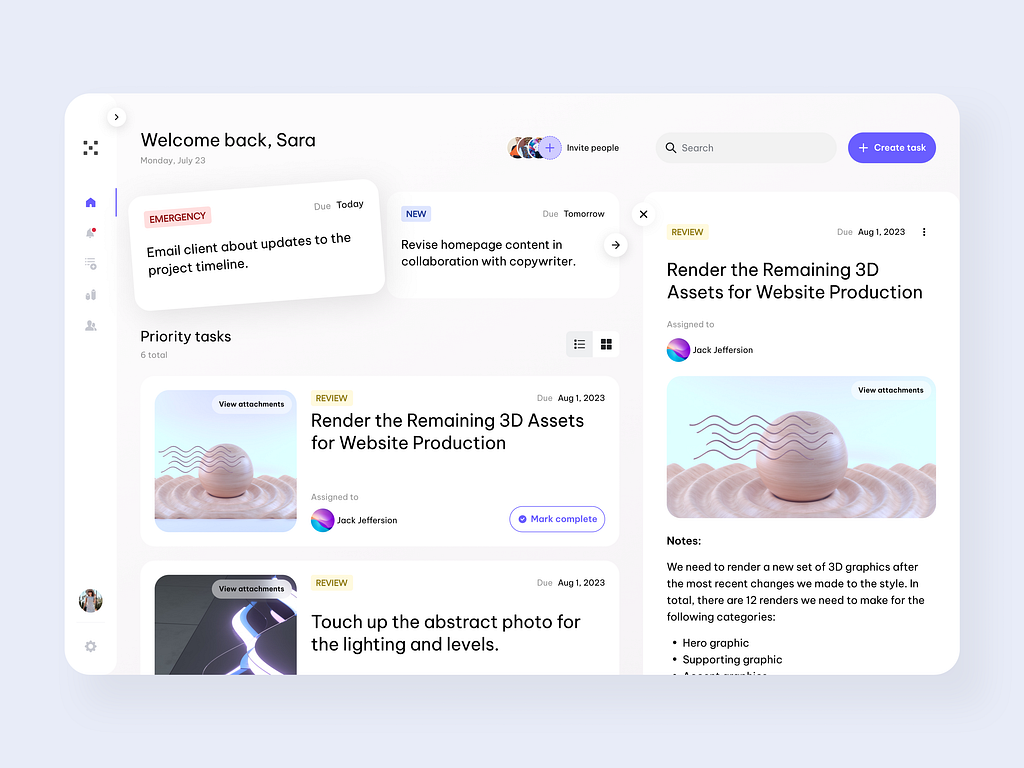 Welcome back, Sara
Monday, July 23
Invite people
Search
Create task
EMERGENCY
Due Today
Email client about updates to the
project timeline.
NEW
Due Tomorrow
Revise homepage content in
collaboration with copywriter.
Priority tasks
6 total
View attachments
REVIEW
Due Aug 1, 2023
Render the Remaining 3D Assets
for Website Production
Assigned to
Jack Jeffersion
Mark complete
View attachments
REVIEW
Due Aug 1, 2023
Touch up the abstract photo for
the lighting and levels.
REVIEW
Due Aug 1, 2023
Render the Remaining 3D
Assets for Website Production
Assigned to
Jack Jeffersion
View attachments
Notes:
We need to render a new set of 3D graphics after
the most recent changes we made to the style. In
total, there are 12 renders we need to make for the
following categories:
• Hero graphic
• Supporting graphic